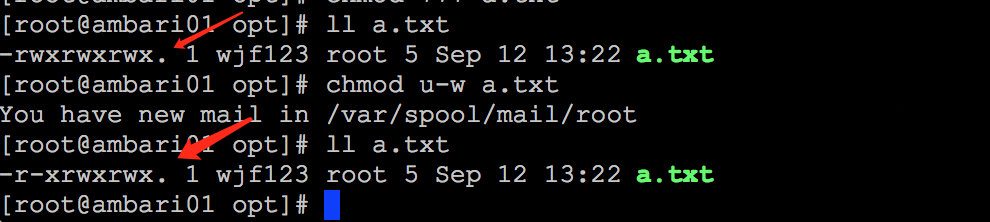 [root@ambari01 opt]# ll a.txt
-rwxrwxrwx. 1 wjf123 root 5 Sep 12 13:22 a.txt
[root@ambari01 opt]# chmod u-w a.txt
You have new mail in /var/spool/mail/root
[root@ambari01 opt]# ll a.txt
-r-xrwxrwx. 1 wjf123 root 5 Sep 12 13:22 a.txt
[root@ambari01 opt]#